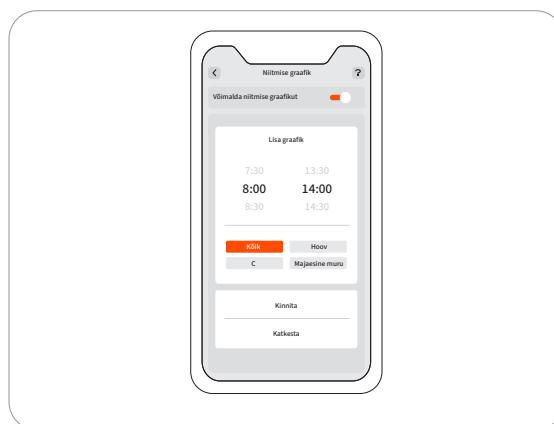 Niitmise graafik ?
Võimalda niitmise graafikut
Lisa graafik
7:30 13:30
8:00 14:00
8:30 14:30
Kõik Hoov
C Majaesine muru
Kinnita
Katkesta